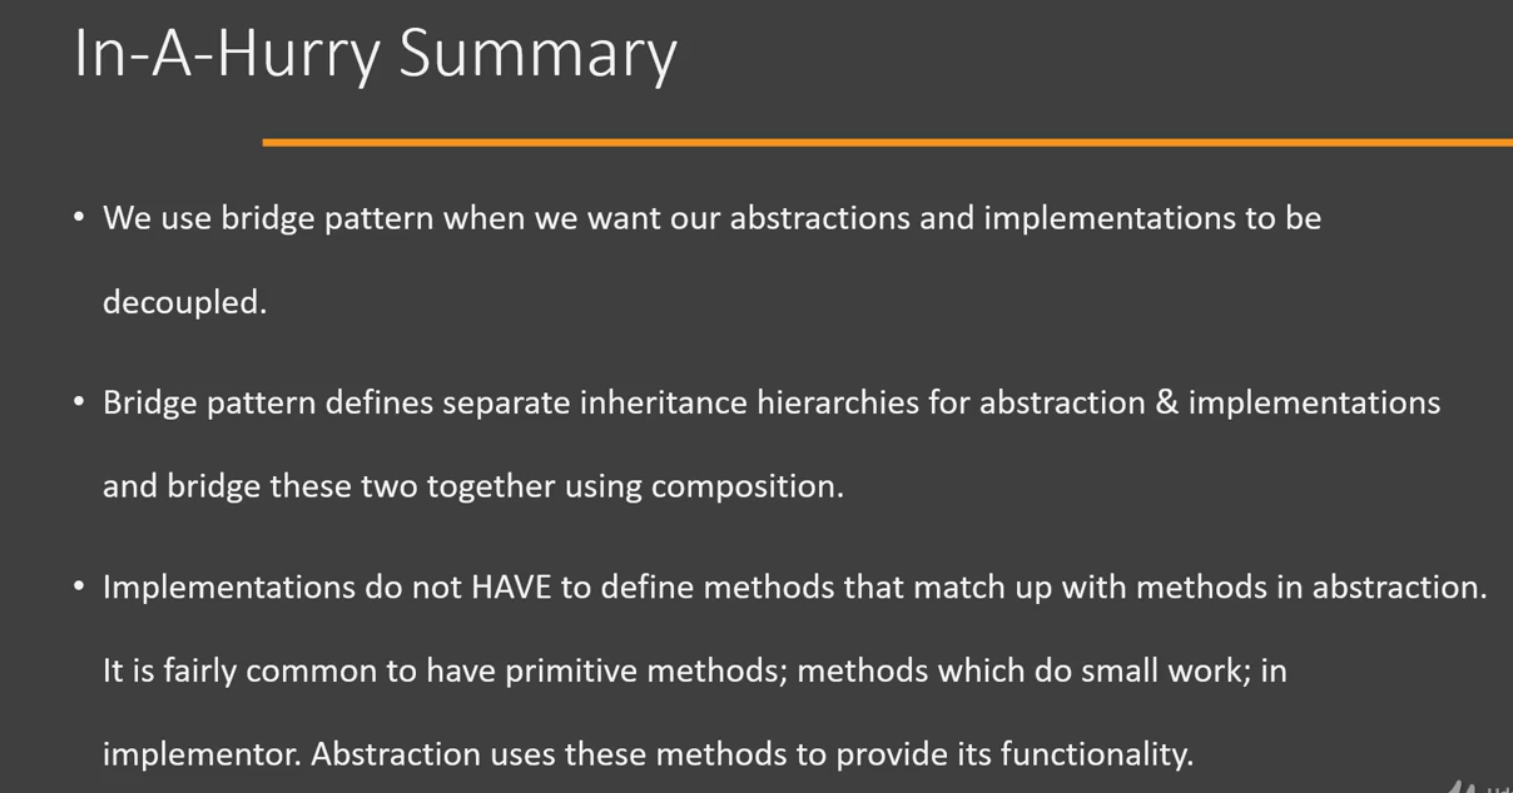 In-A-Hurry Summary
• We use bridge pattern when we want our abstractions and implementations to be
decoupled.
• Bridge pattern defines separate inheritance hierarchies for abstraction & implementations
and bridge these two together using composition.
• Implementations do not HAVE to define methods that match up with methods in abstraction.
It is fairly common to have primitive methods; methods which do small work; in
implementor. Abstraction uses these methods to provide its functionality.